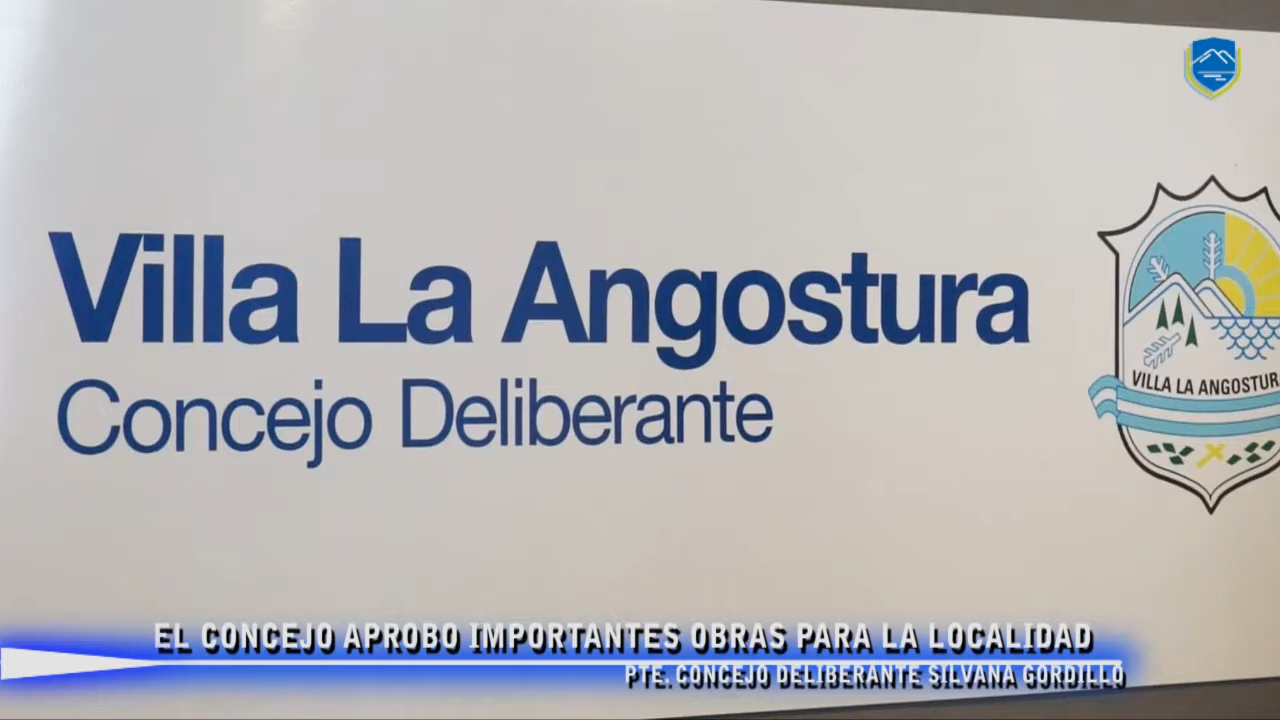 Villa La Angostura
Concejo Deliberante
VILLA LA ANGOSTUR
EL CONCEJO APROBO IMPORTANTES OBRAS PARA LA LOCALIDAD
PTE. CONCEJO DELIBERANTE SILVANA GORDILLO